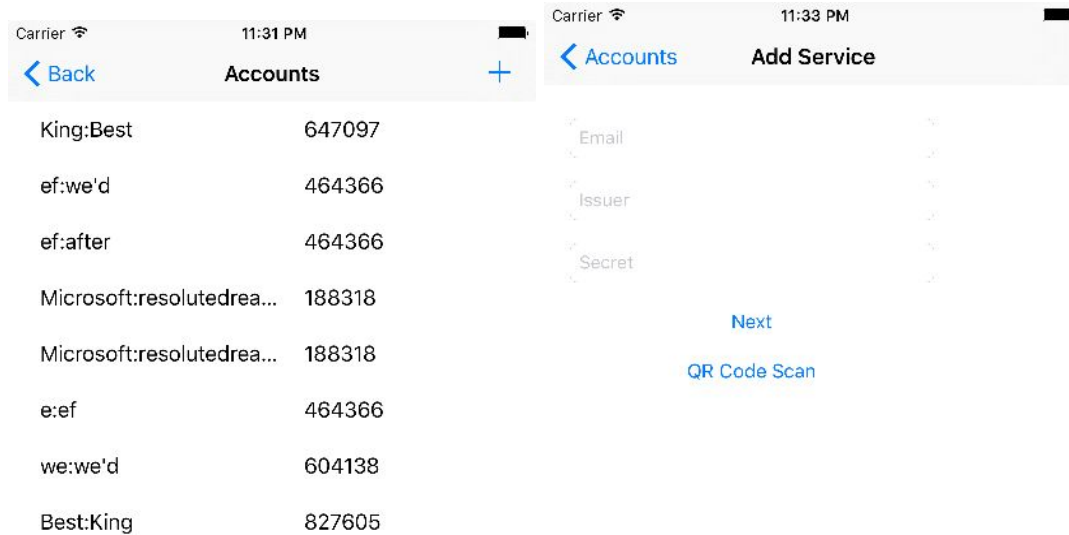 Carrier 11:31 PM
Back Accounts +
King:Best 647097
ef:we'd 464366
ef:after 464366
Microsoft:resolutedrea... 188318
Microsoft:resolutedrea... 188318
e:ef 464366
we:we'd 604138
Best:King 827605
Carrier 11:33 PM
Accounts Add Service
Email
Issuer
Secret
Next
QR Code Scan